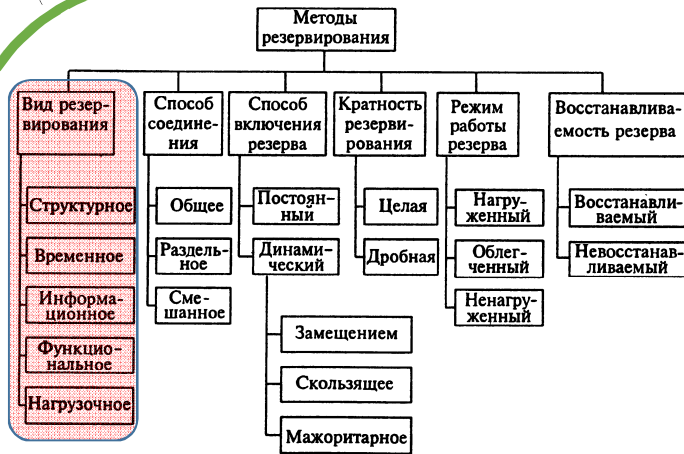 Методы
резервирования
Вид резер-
вирования
Структурное
Временное
Информа-
ционное
Функцио-
нальное
Нагрузочное
Способ
соединения
Общее
Раздель-
ное
Сме-
шанное
Способ
включения
резерва
Постоян-
ный
Динами-
ческий
Замещением
Скользящее
Мажоритарное
Кратность
резерви-
рования
Целая
Дробная
Режим
работы
резерва
Нагру-
женный
Облег-
ченный
Ненагру-
женный
Восстанавлива-
емость резерва
Восстанавли-
ваемый
Невосстанав-
ливаемый